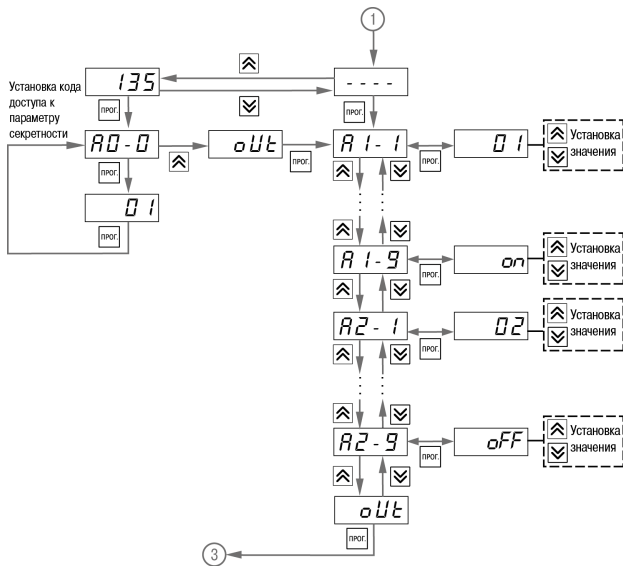 1
135
- - - -
Установка кода
доступа к
параметру
секретности
ПРОГ.
ПРОГ.
A0-0
oUt
ПРОГ.
A1-1
ПРОГ.
01
Установка
значения
ПРОГ.
01
ПРОГ.
A1-9
ПРОГ.
on
Установка
значения
A2-1
ПРОГ.
02
Установка
значения
A2-9
ПРОГ.
oFF
Установка
значения
oUt
ПРОГ.
3